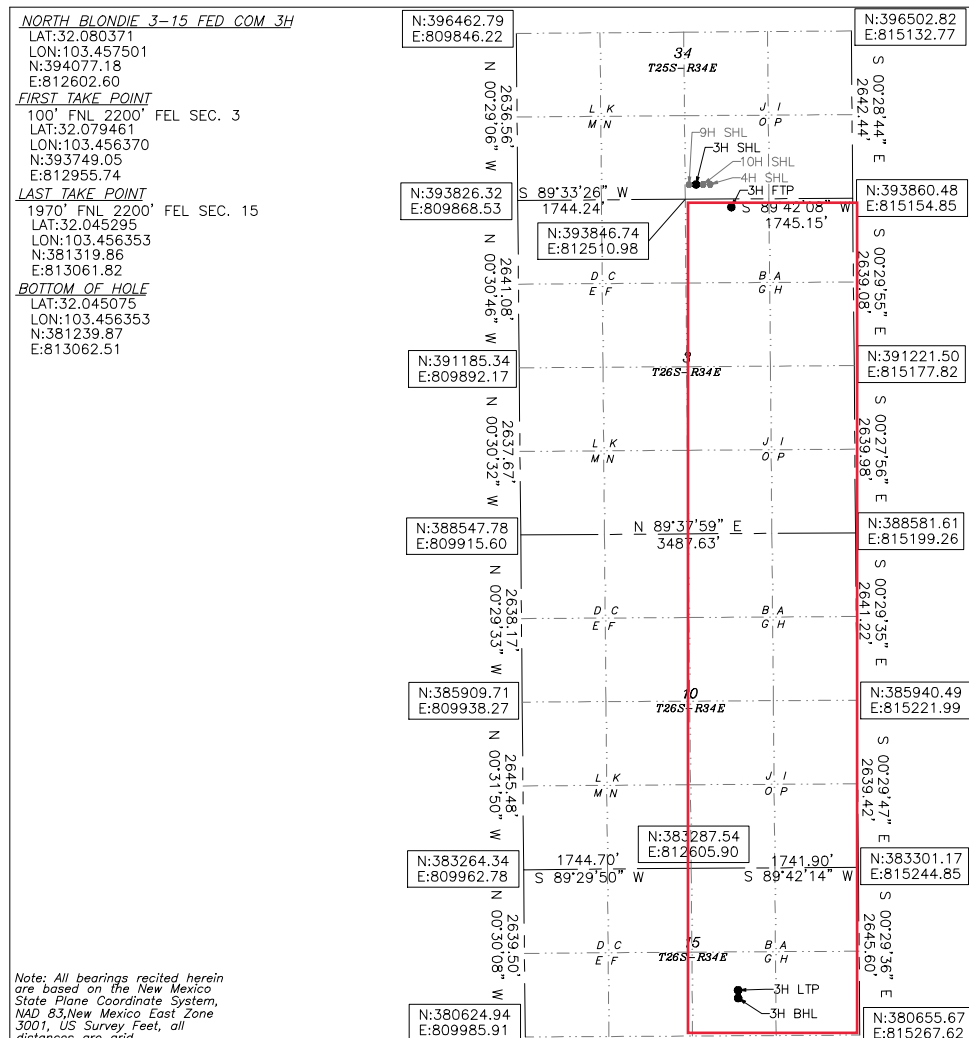 NORTH BLONDIE 3-15 FED COM 3H
LAT:32.080371
LON:103.457501
N:394077.18
E:812602.60
FIRST TAKE POINT
100' FNL 2200' FEL SEC. 3
LAT:32.079461
LON:103.456370
N:393749.05
E:812955.74
LAST TAKE POINT
1970' FNL 2200' FEL SEC. 15
LAT:32.045295
LON:103.456353
N:381319.86
E:813061.82
BOTTOM OF HOLE
LAT:32.045075
LON:103.456353
N:381239.87
E:813062.51
N:396462.79
E:809846.22
N:396502.82
E:815132.77
34
T25S-R34E
N 00°29'06" W
2636.56'
S 00°28'44" E
2642.44'
L K
M N
J I
O P
9H SHL
3H SHL
10H SHL
4H SHL
3H FTP
N:393826.32
E:809868.53
S 89°33'26" W
1744.24'
S 89°42'08" W
1745.15'
N:393860.48
E:815154.85
N:393846.74
E:812510.98
N 00°30'46" W
2641.08'
S 00°29'55" E
2639.08'
D C
E F
B A
G H
N:391185.34
E:809892.17
3
T26S-R34E
N:391221.50
E:815177.82
N 00°30'32" W
2637.67'
S 00°27'56" E
2639.98'
L K
M N
J I
O P
N:388547.78
E:809915.60
N 89°37'59" E
3487.63'
N:388581.61
E:815199.26
N 00°29'33" W
2638.17'
S 00°29'35" E
2641.22'
D C
E F
B A
G H
N:385909.71
E:809938.27
10
T26S-R34E
N:385940.49
E:815221.99
N 00°31'50" W
2645.48'
S 00°29'47" E
2639.42'
L K
M N
J I
O P
N:383287.54
E:812605.90
N:383264.34
E:809962.78
1744.70'
S 89°29'50" W
1741.90'
S 89°42'14" W
N:383301.17
E:815244.85
N 00°30'08" W
2639.50'
S 00°29'36" E
2645.60'
D C
E F
15
T26S-R34E
B A
G H
3H LTP
3H BHL
N:380624.94
E:809985.91
N:380655.67
E:815267.62
Note: All bearings recited herein
are based on the New Mexico
State Plane Coordinate System,
NAD 83,New Mexico East Zone
3001, US Survey Feet, all
distances are grid